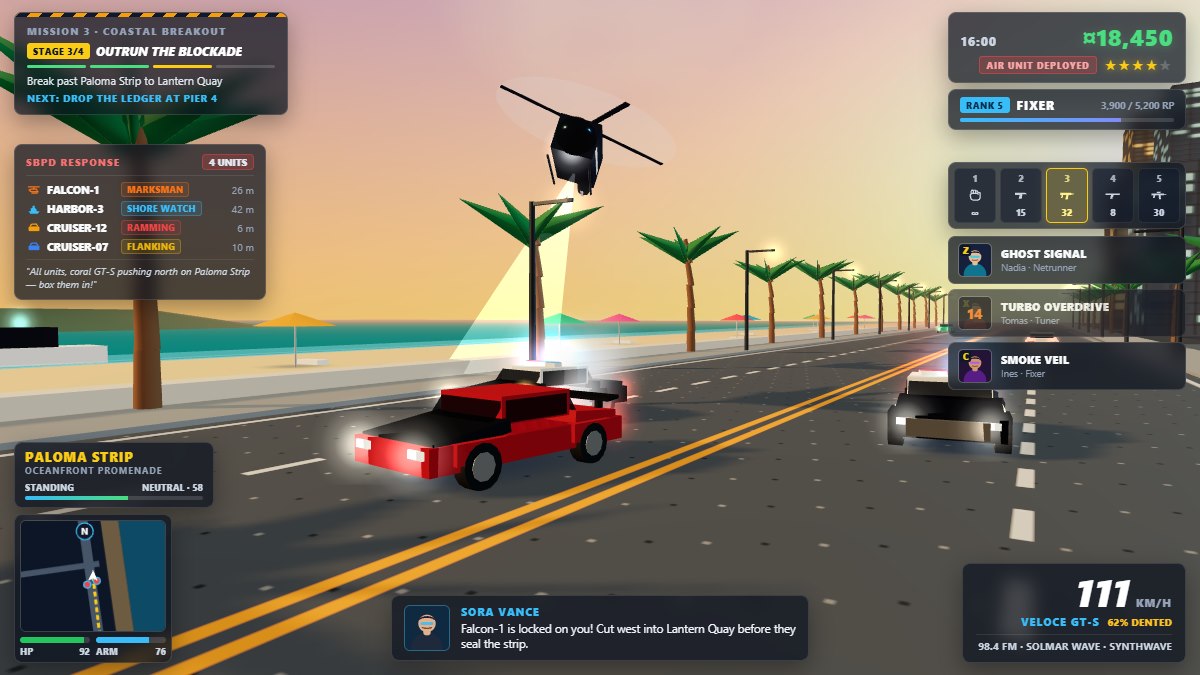 MISSION 3 · COASTAL BREAKOUT
STAGE 3/4 OUTRUN THE BLOCKADE
Break past Paloma Strip to Lantern Quay
NEXT: DROP THE LEDGER AT PIER 4
SBPD RESPONSE 4 UNITS
FALCON-1 MARKSMAN 26 m
HARBOR-3 SHORE WATCH 42 m
CRUISER-12 RAMMING 6 m
CRUISER-07 FLANKING 10 m
"All units, coral GT-S pushing north on Paloma Strip
— box them in!"
16:00 ¤18,450
AIR UNIT DEPLOYED ★★★★★
RANK 5 FIXER 3,900 / 5,200 RP
1 2 3 4 5
∞ 15 32 8 30
Z GHOST SIGNAL
Nadia · Netrunner
X 14 TURBO OVERDRIVE
Tomas · Tuner
C SMOKE VEIL
Ines · Fixer
PALOMA STRIP
OCEANFRONT PROMENADE
STANDING NEUTRAL · 58
N
HP 92 ARM 76
SORA VANCE
Falcon-1 is locked on you! Cut west into Lantern Quay before they
seal the strip.
111 KM/H
VELOCE GT-S 62% DENTED
98.4 FM · SOLMAR WAVE · SYNTHWAVE